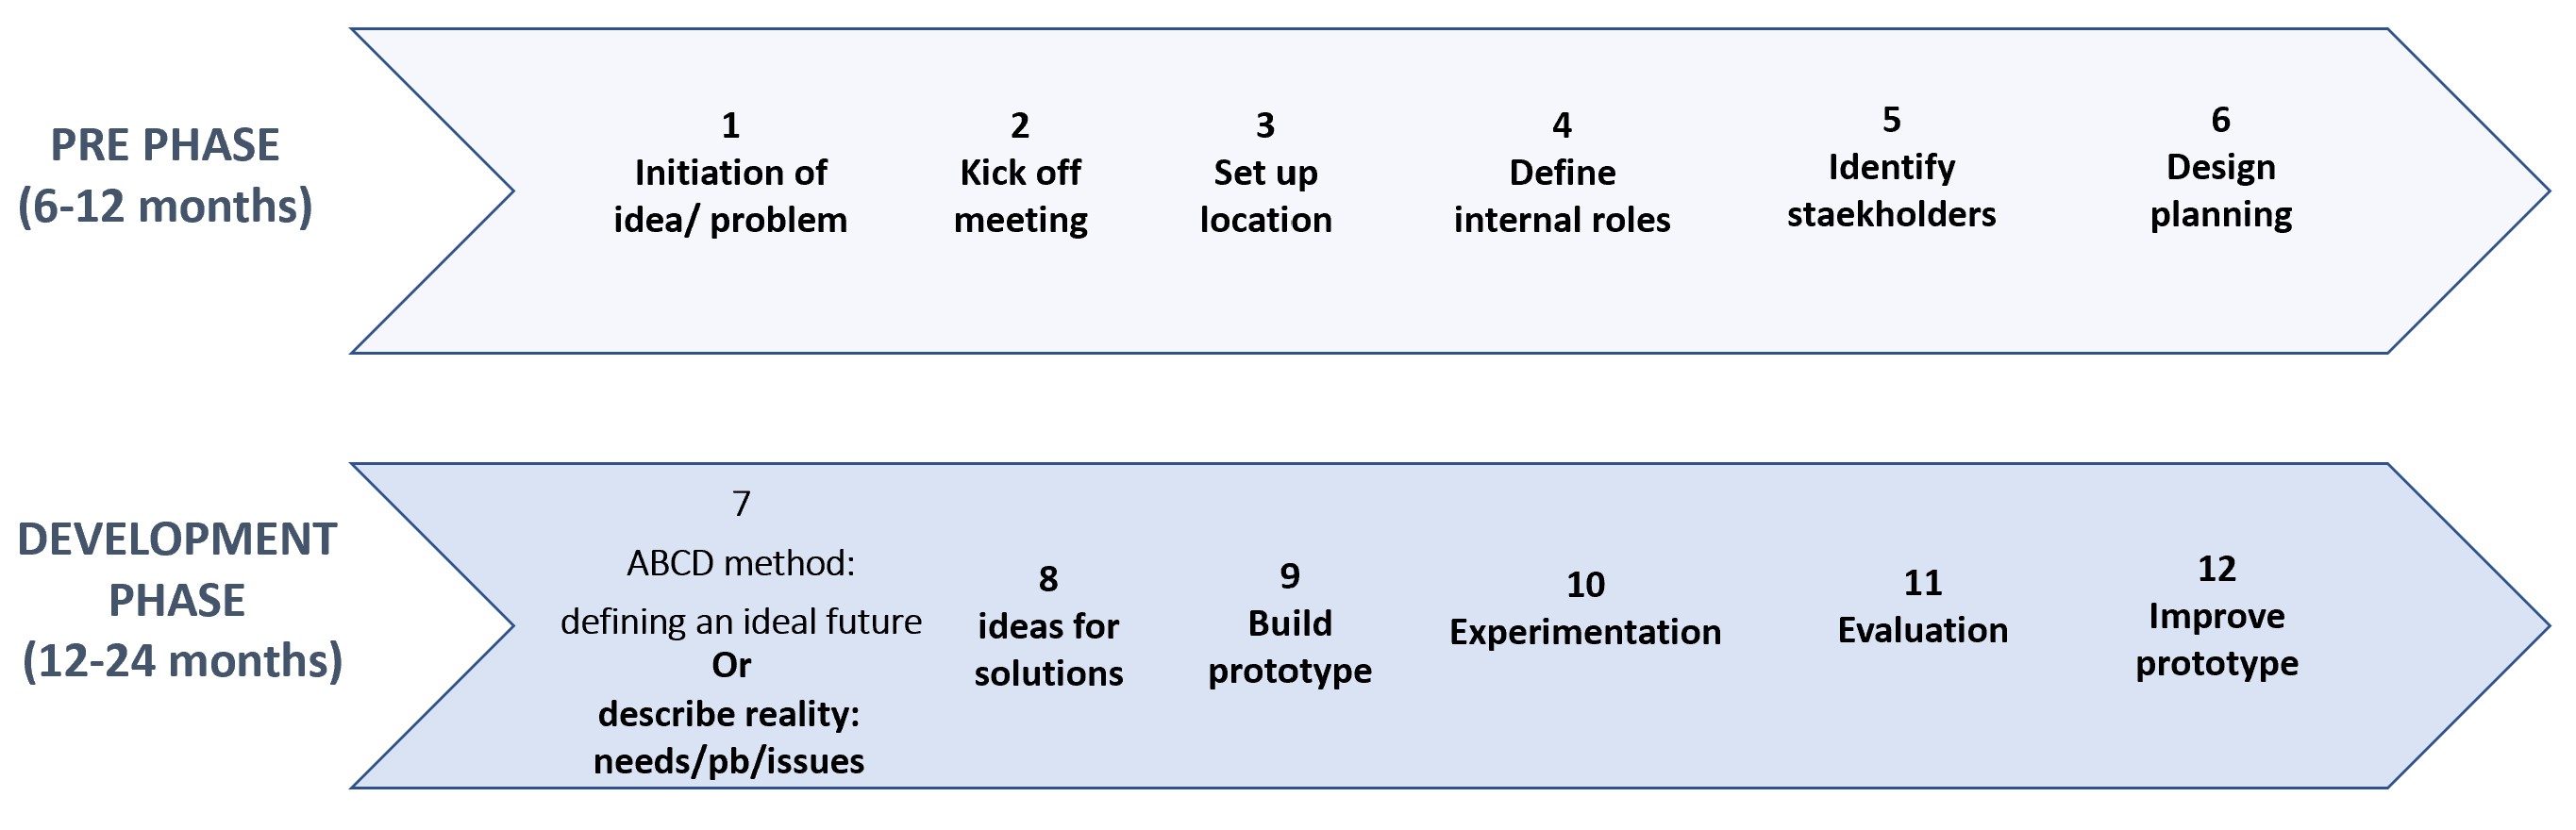 PRE PHASE
(6-12 months)
1
Initiation of
idea/ problem
2
Kick off
meeting
3
Set up
location
4
Define
internal roles
5
Identify
staekholders
6
Design
planning
DEVELOPMENT
PHASE
(12-24 months)
7
ABCD method:
defining an ideal future
Or
describe reality:
needs/pb/issues
8
ideas for
solutions
9
Build
prototype
10
Experimentation
11
Evaluation
12
Improve
prototype